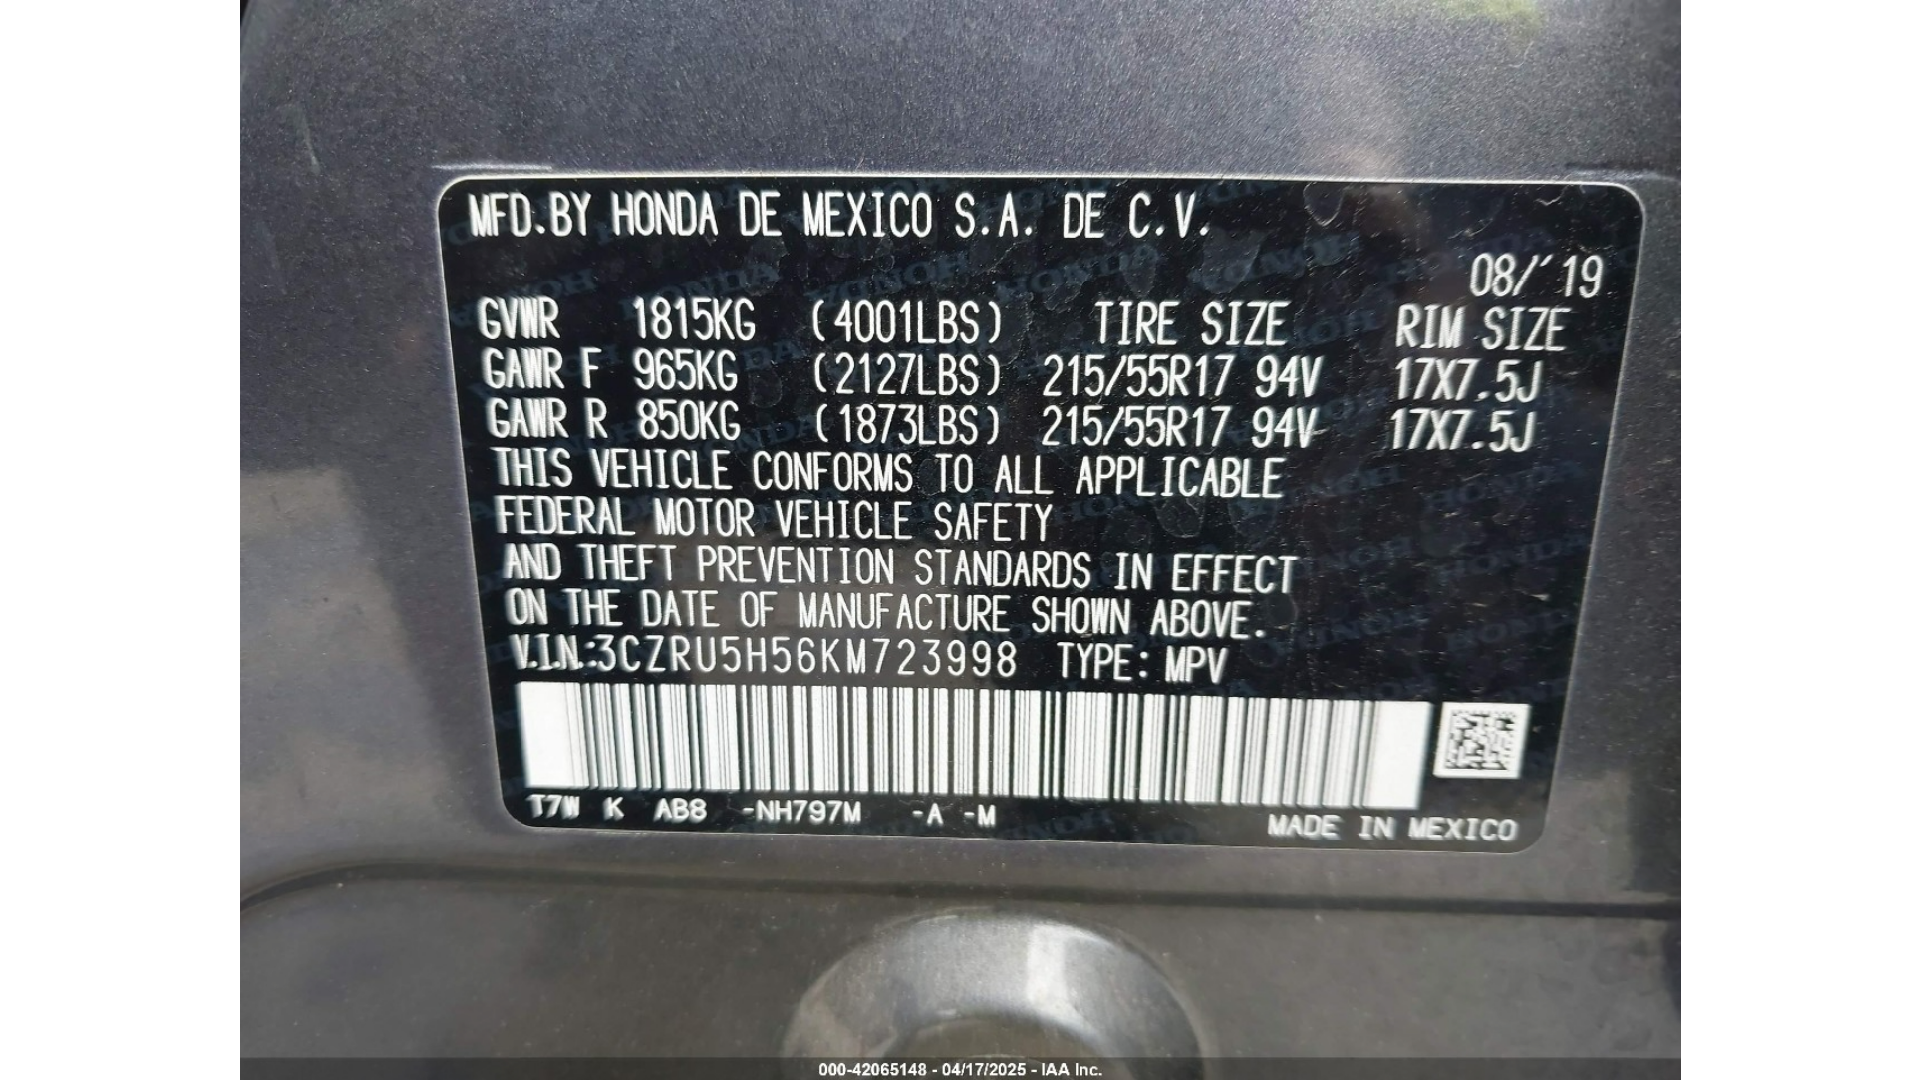 MFD.BY HONDA DE MEXICO S.A. DE C.V.
08/'19
GVWR 1815KG (4001LBS) TIRE SIZE RIM SIZE
GAWR F 965KG (2127LBS) 215/55R17 94V 17X7.5J
GAWR R 850KG (1873LBS) 215/55R17 94V 17X7.5J
THIS VEHICLE CONFORMS TO ALL APPLICABLE
FEDERAL MOTOR VEHICLE SAFETY
AND THEFT PREVENTION STANDARDS IN EFFECT
ON THE DATE OF MANUFACTURE SHOWN ABOVE.
V.I.N.:3CZRU5H56KM723998 TYPE: MPV
T7W K AB8 -NH797M -A -M
MADE IN MEXICO
000-42065148 - 04/17/2025 - IAA Inc.